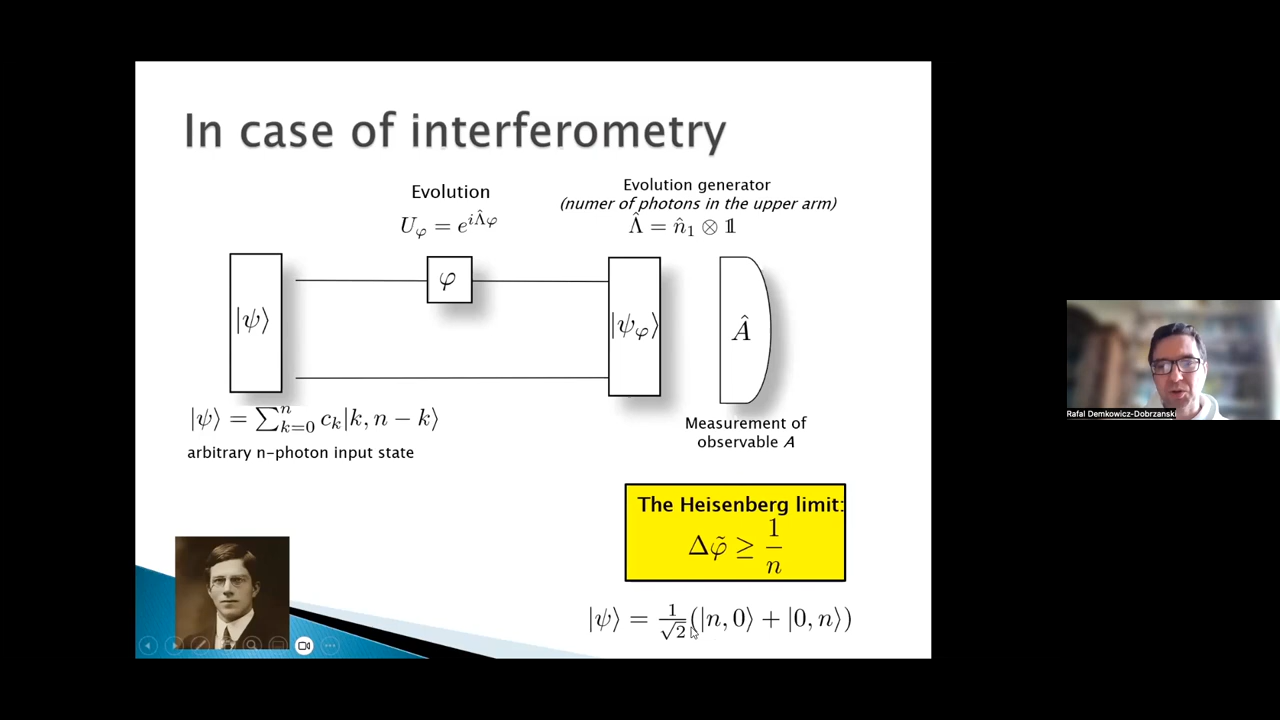 In case of interferometry
Evolution
U_φ = e^{iΛ̂φ}
Evolution generator
(numer of photons in the upper arm)
Λ̂ = n̂₁ ⊗ 𝟙
|ψ⟩
φ
|ψ_φ⟩
Â
|ψ⟩ = ∑_{k=0}^{n} c_k|k, n − k⟩
arbitrary n-photon input state
Measurement of
observable A
The Heisenberg limit:
Δφ̃ ≥ 1/n
|ψ⟩ = 1/√2(|n, 0⟩ + |0, n⟩)
Rafal Demkowicz-Dobrzanski